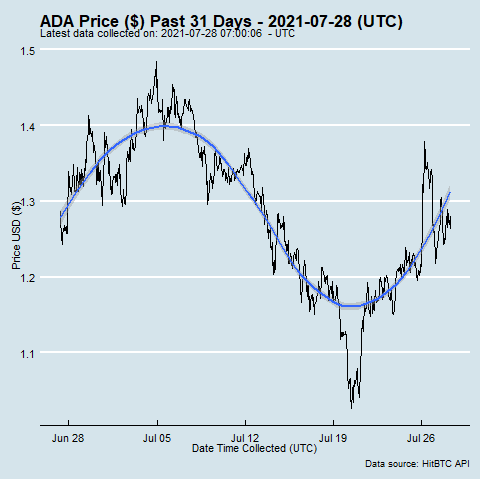 ADA Price ($) Past 31 Days - 2021-07-28 (UTC)
Latest data collected on: 2021-07-28 07:00:06 - UTC
1.5
1.4
1.3
1.2
1.1
Price USD ($)
Jun 28 Jul 05 Jul 12 Jul 19 Jul 26
Date Time Collected (UTC)
Data source: HitBTC API